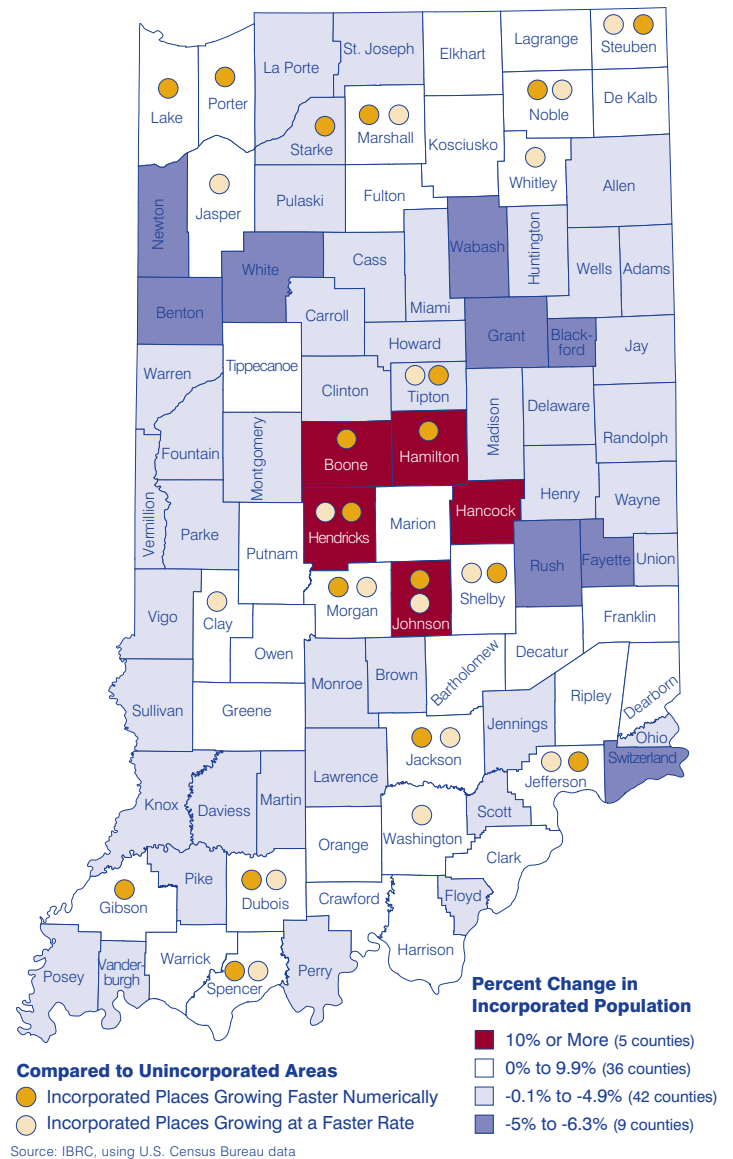 Steuben
Lagrange
Elkhart
St. Joseph
La Porte
Porter
Lake
Noble
De Kalb
Marshall
Starke
Kosciusko
Whitley
Allen
Jasper
Pulaski
Fulton
Newton
Wabash
Huntington
White
Cass
Wells
Adams
Miami
Benton
Carroll
Howard
Grant
Black-
ford
Jay
Warren
Tippecanoe
Clinton
Tipton
Madison
Delaware
Randolph
Fountain
Montgomery
Boone
Hamilton
Henry
Wayne
Vermillion
Parke
Putnam
Hendricks
Marion
Hancock
Rush
Fayette
Union
Vigo
Clay
Morgan
Johnson
Shelby
Franklin
Owen
Decatur
Bartholomew
Monroe
Brown
Ripley
Dearborn
Sullivan
Greene
Jennings
Ohio
Switzerland
Jackson
Jefferson
Lawrence
Knox
Daviess
Martin
Scott
Washington
Orange
Clark
Pike
Dubois
Gibson
Crawford
Floyd
Harrison
Warrick
Vander-
burgh
Posey
Spencer
Perry
Percent Change in
Incorporated Population
10% or More (5 counties)
0% to 9.9% (36 counties)
-0.1% to -4.9% (42 counties)
-5% to -6.3% (9 counties)
Compared to Unincorporated Areas
Incorporated Places Growing Faster Numerically
Incorporated Places Growing at a Faster Rate
Source: IBRC, using U.S. Census Bureau data